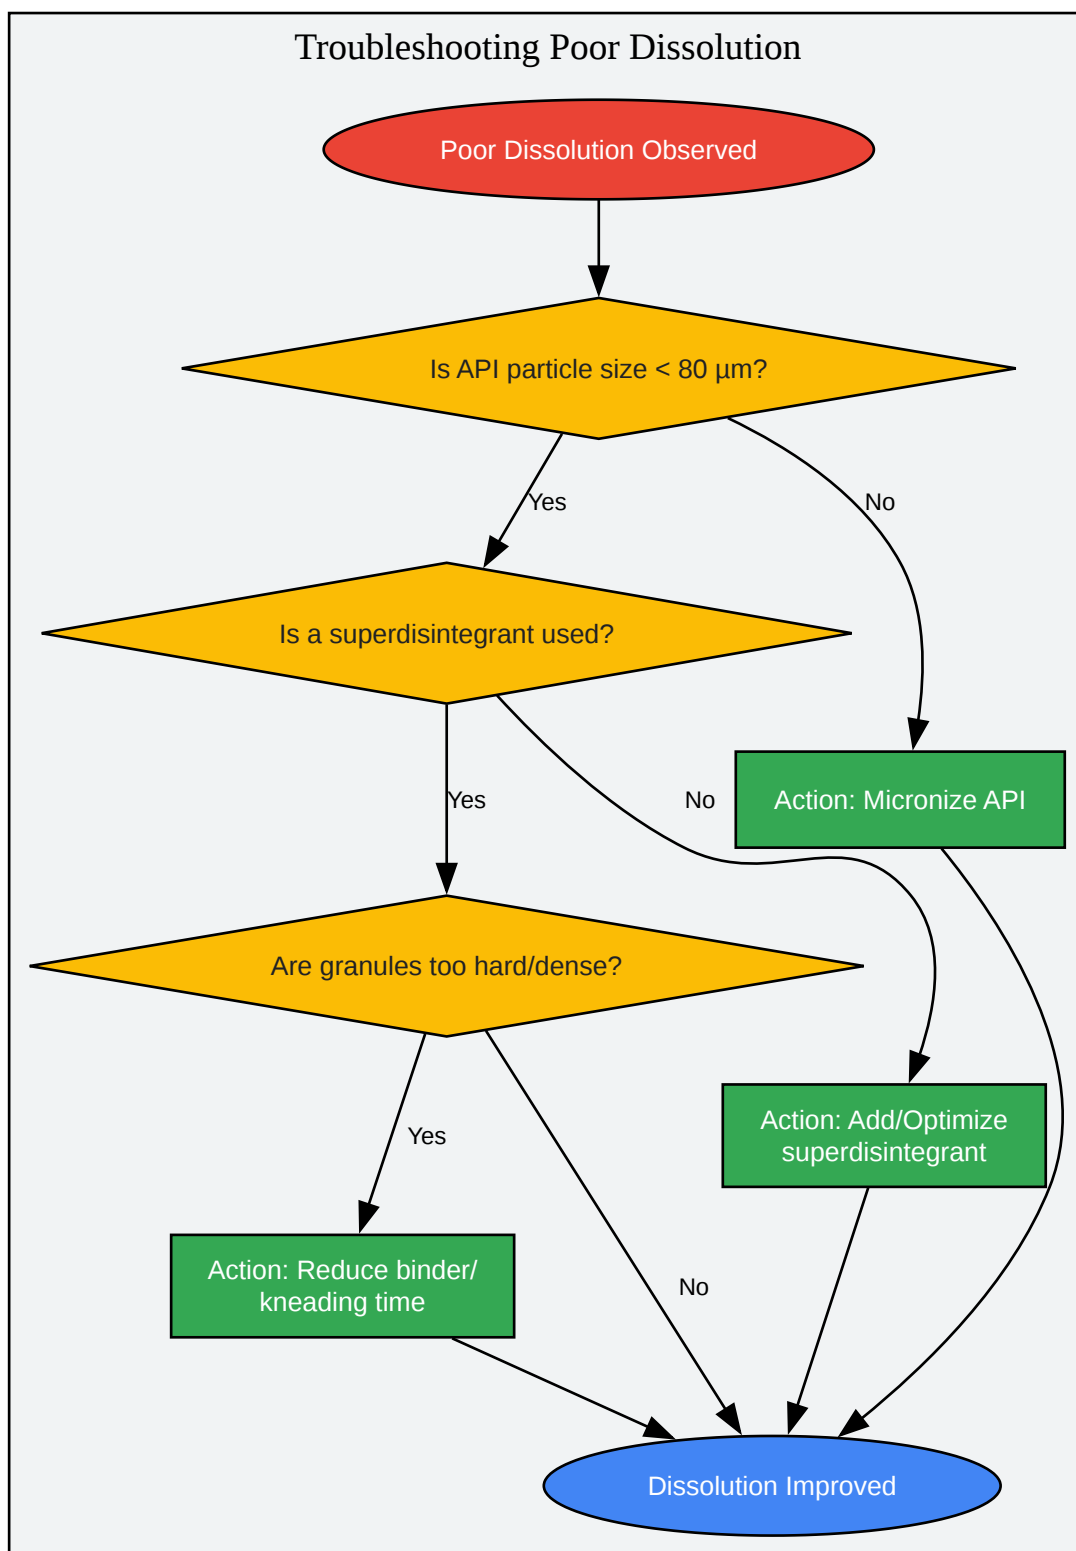 Troubleshooting Poor Dissolution
Poor Dissolution Observed
Is API particle size < 80 µm?
Yes
No
Is a superdisintegrant used?
Yes
No
Action: Micronize API
Are granules too hard/dense?
Yes
Action: Add/Optimize
superdisintegrant
Action: Reduce binder/
kneading time
No
Dissolution Improved